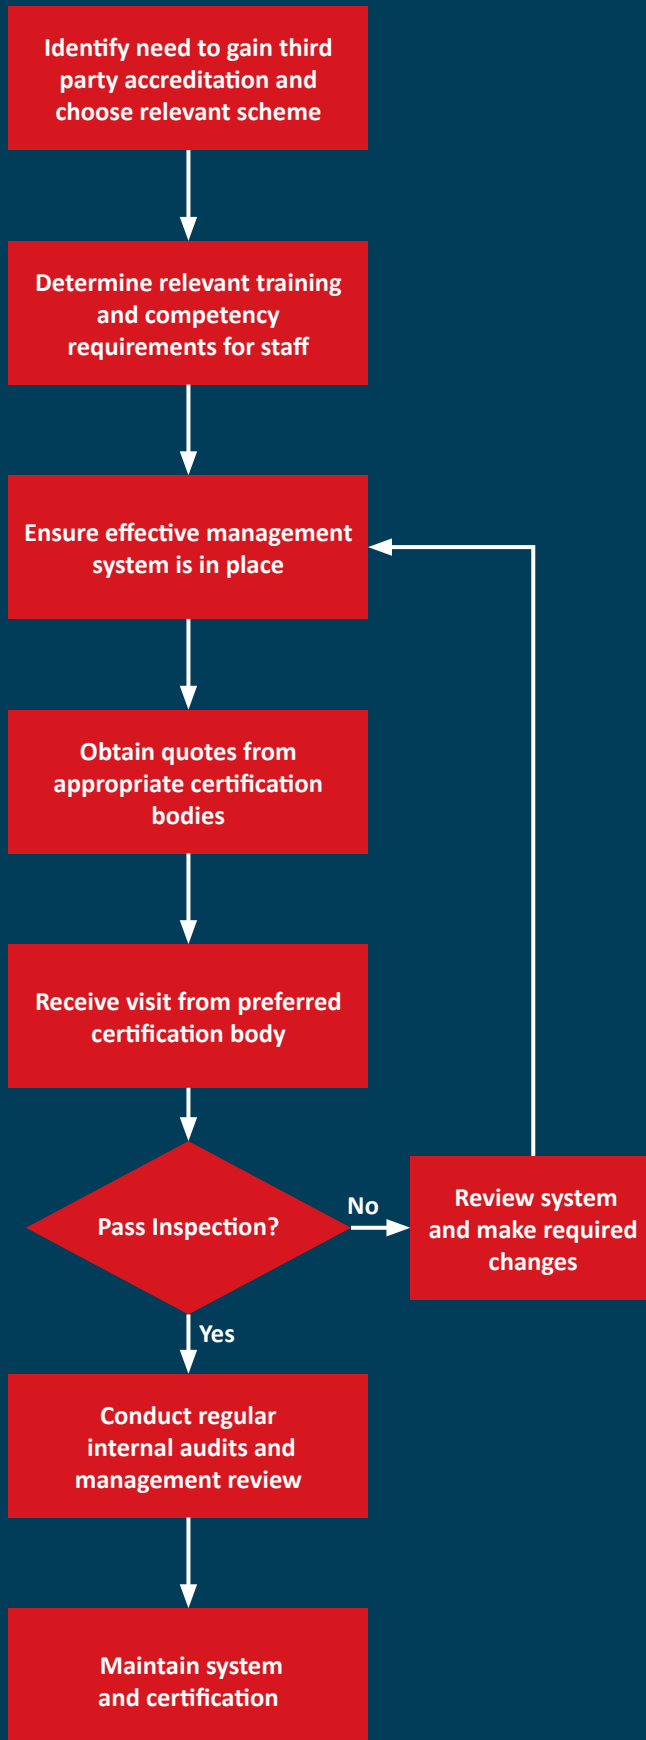 Identify need to gain third
party accreditation and
choose relevant scheme
Determine relevant training
and competency
requirements for staff
Ensure effective management
system is in place
Obtain quotes from
appropriate certification
bodies
Receive visit from preferred
certification body
Pass Inspection?
No
Review system
and make required
changes
Yes
Conduct regular
internal audits and
management review
Maintain system
and certification